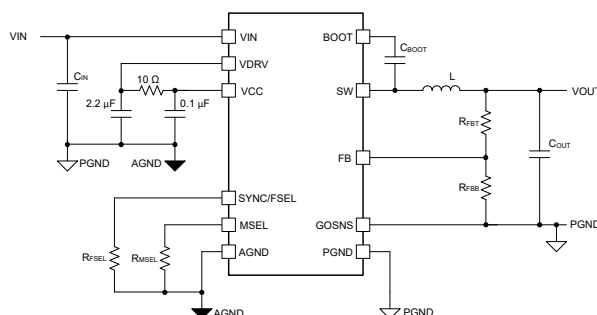 VIN
VIN
BOOT
CBOOT
CIN
VDRV
10 Ω
VCC
SW
L
VOUT
2.2 µF
0.1 µF
RFBT
COUT
PGND
AGND
FB
RFBB
SYNC/FSEL
MSEL
GOSNS
PGND
RFSEL
RMSEL
AGND
PGND
AGND
PGND